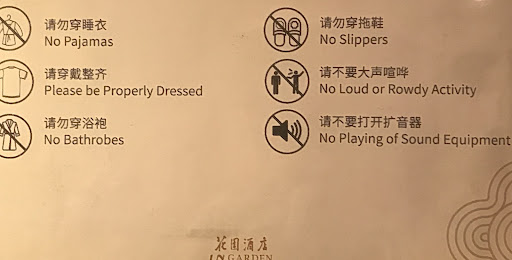 请勿穿睡衣
No Pajamas
请穿戴整齐
Please be Properly Dressed
请勿穿浴袍
No Bathrobes
请勿穿拖鞋
No Slippers
请不要大声喧哗
No Loud or Rowdy Activity
请不要打开扩音器
No Playing of Sound Equipment
花园酒店
GARDEN